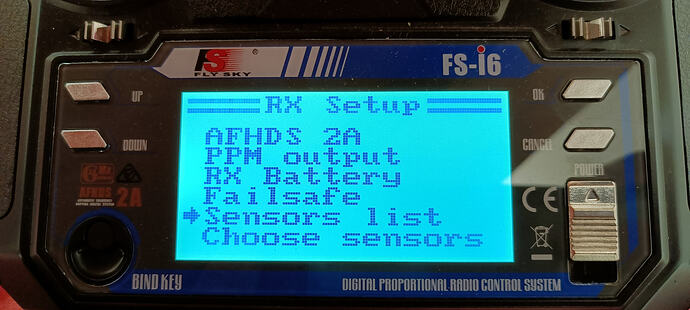 FS
®
FLY SKY
FS-i6
UP
OK
DOWN
CANCEL
RX Setup
AFHDS 2A
PPM output
RX Battery
Failsafe
Sensors list
Choose sensors
POWER
AFHDS 2A
CE
BIND KEY
DIGITAL PROPORTIONAL RADIO CONTROL SYSTEM